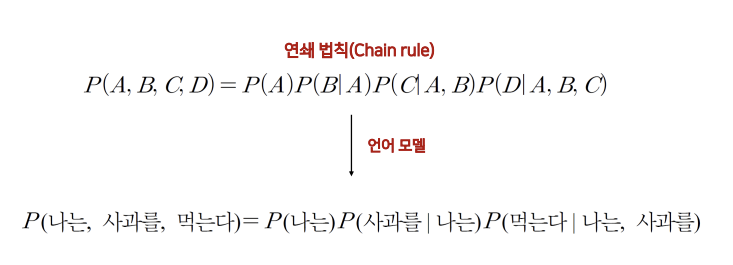 연쇄 법칙(Chain rule)
P(A, B, C, D) = P(A)P(B|A)P(C|A, B)P(D|A, B, C)
언어 모델
P(나는, 사과를, 먹는다)= P(나는)P(사과를|나는)P(먹는다|나는, 사과를)